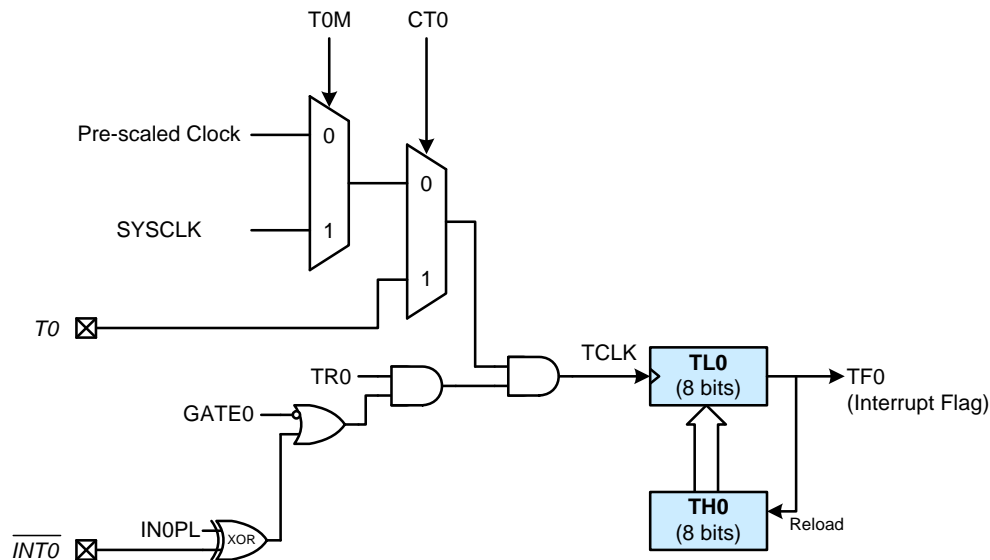 T0M
CT0
Pre-scaled Clock
0
0
SYSCLK
1
1
T0
TCLK
TL0
(8 bits)
TF0
(Interrupt Flag)
TR0
GATE0
TH0
(8 bits)
Reload
IN0PL
XOR
INT0